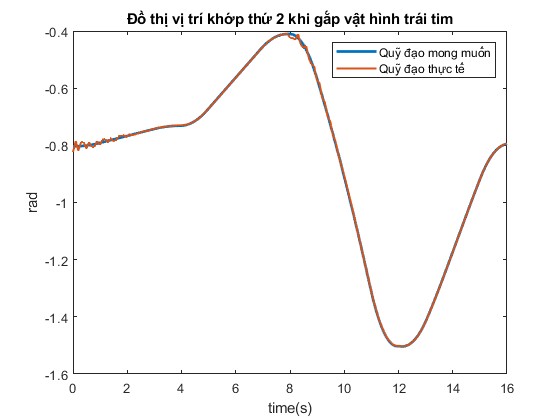 Đồ thị vị trí khớp thứ 2 khi gắp vật hình trái tim
Quỹ đạo mong muốn
Quỹ đạo thực tế
-0.4
-0.6
-0.8
-1
-1.2
-1.4
-1.6
rad
0 2 4 6 8 10 12 14 16
time(s)